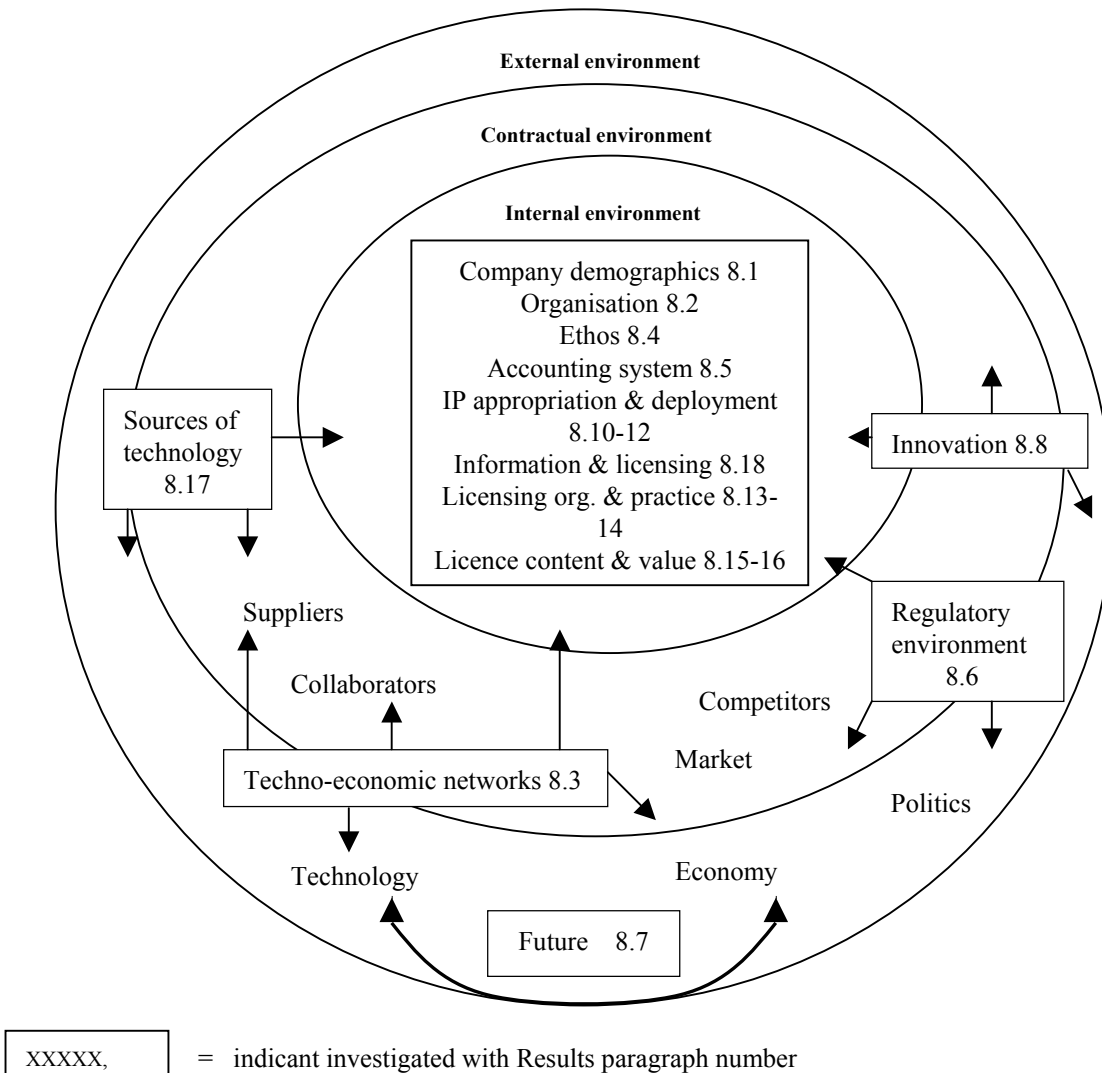 External environment
Contractual environment
Internal environment
Company demographics 8.1
Organisation 8.2
Ethos 8.4
Accounting system 8.5
IP appropriation & deployment
8.10-12
Information & licensing 8.18
Licensing org. & practice 8.13-
14
Licence content & value 8.15-16
Sources of
technology
8.17
Innovation 8.8
Suppliers
Regulatory
environment
8.6
Collaborators
Competitors
Market
Techno-economic networks 8.3
Politics
Technology
Economy
Future 8.7
XXXXX,
= indicant investigated with Results paragraph number